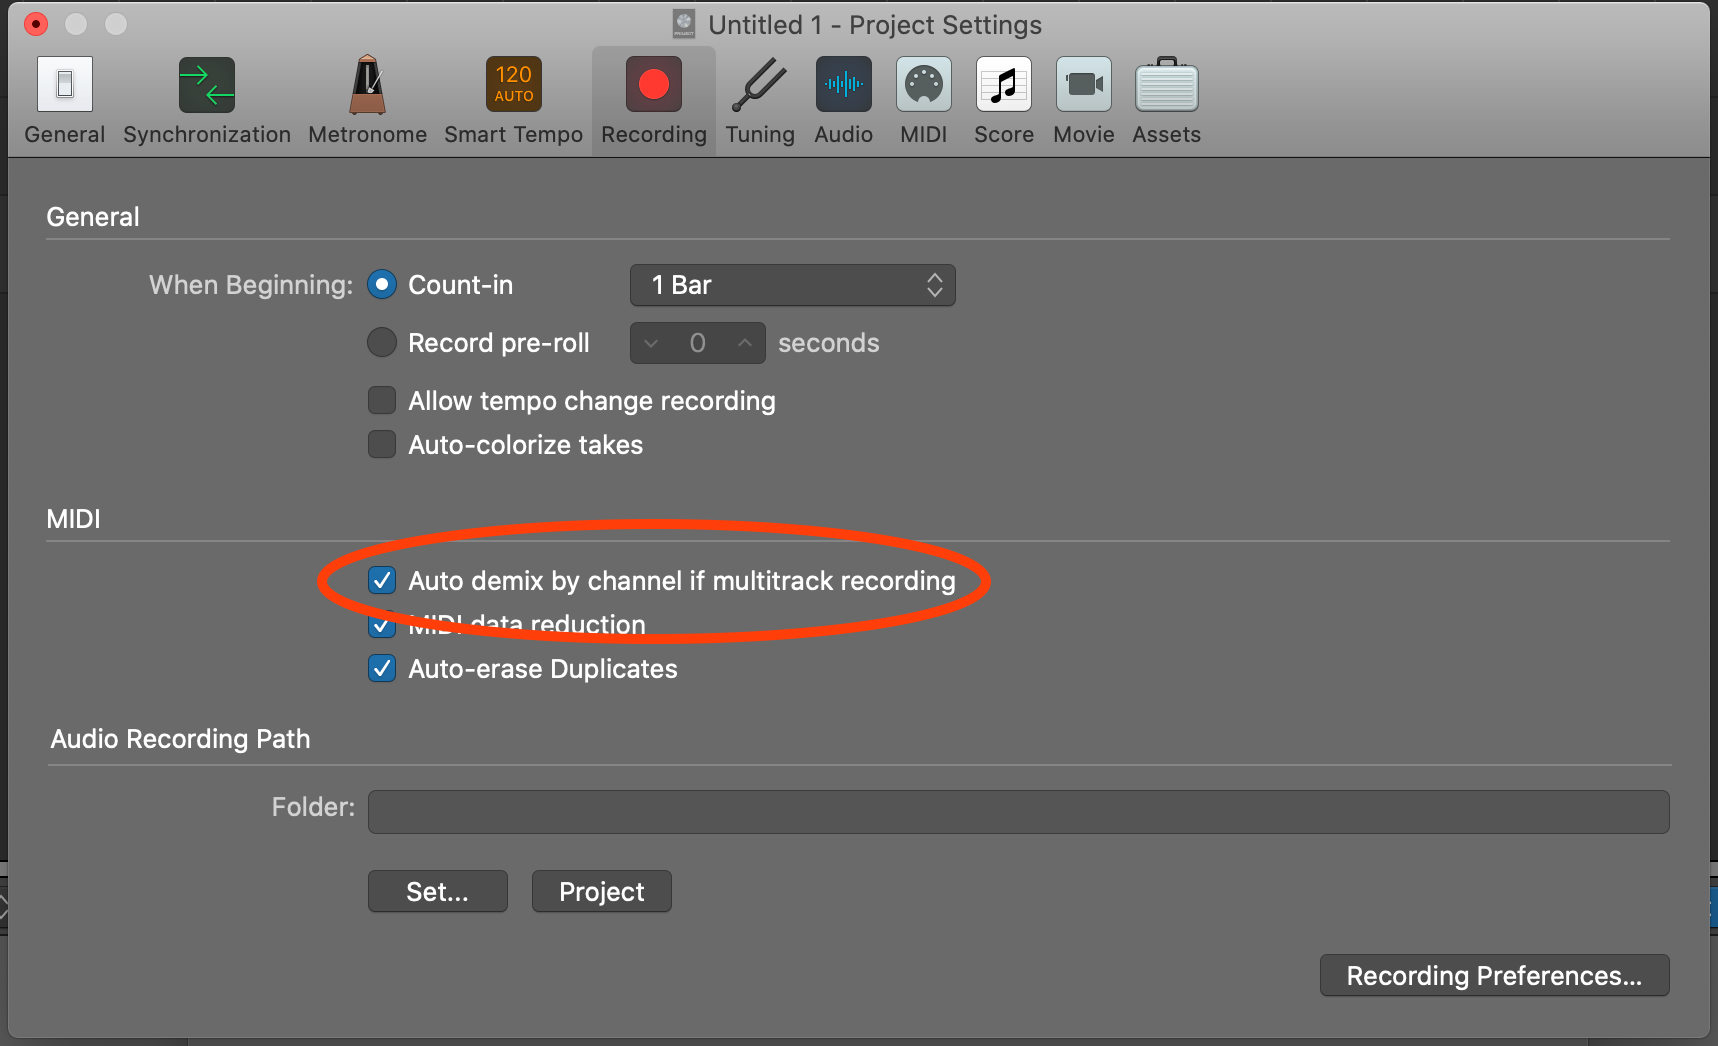 Untitled 1 - Project Settings
120
AUTO
General Synchronization Metronome Smart Tempo Recording Tuning Audio MIDI Score Movie Assets
General
When Beginning: Count-in 1 Bar
Record pre-roll 0 seconds
Allow tempo change recording
Auto-colorize takes
MIDI
Auto demix by channel if multitrack recording
MIDI data reduction
Auto-erase Duplicates
Audio Recording Path
Folder:
Set... Project
Recording Preferences...